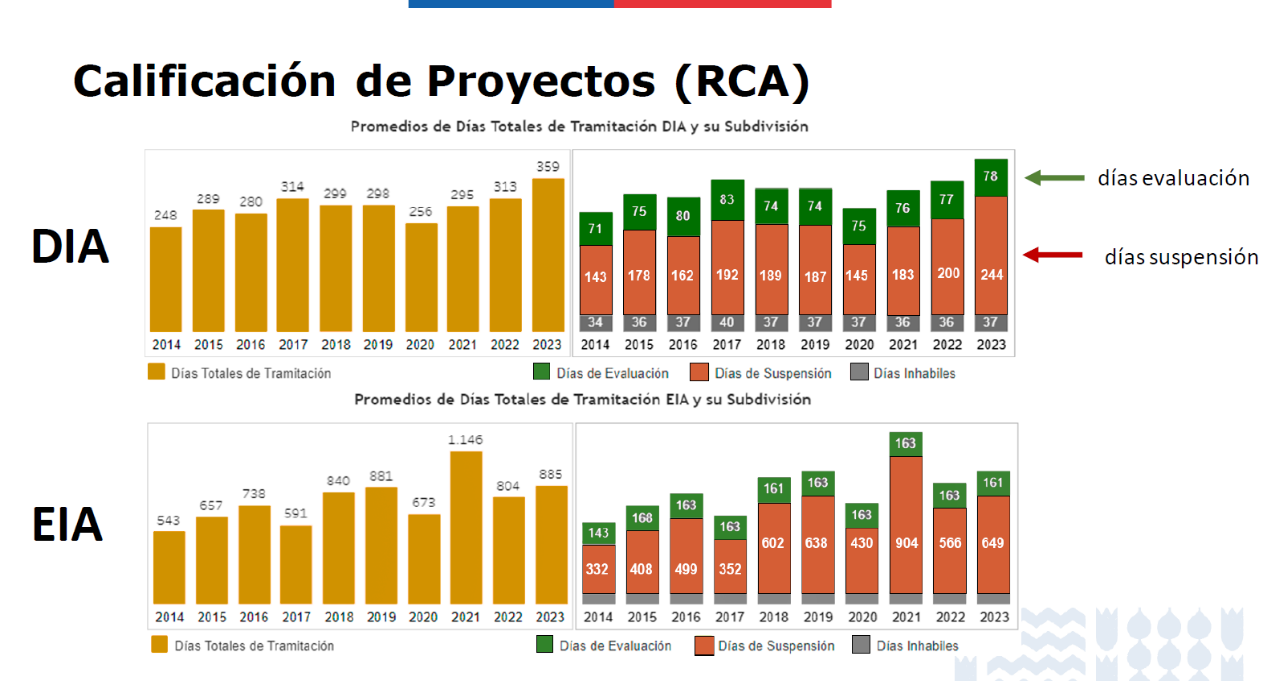 Calificación de Proyectos (RCA)
Promedios de Días Totales de Tramitación DIA y su Subdivisión
DIA
248 289 280 314 299 298 256 295 313 359
2014 2015 2016 2017 2018 2019 2020 2021 2022 2023
71 75 80 83 74 74 75 76 77 78
143 178 162 192 189 187 145 183 200 244
34 36 37 40 37 37 37 36 36 37
2014 2015 2016 2017 2018 2019 2020 2021 2022 2023
días evaluación
días suspensión
Días Totales de Tramitación
Días de Evaluación Días de Suspensión Días Inhabiles
Promedios de Días Totales de Tramitación EIA y su Subdivisión
EIA
543 657 738 591 840 881 673 1.146 804 885
2014 2015 2016 2017 2018 2019 2020 2021 2022 2023
143 168 163 163 161 163 163 163 163 161
332 408 499 352 602 638 430 904 566 649
2014 2015 2016 2017 2018 2019 2020 2021 2022 2023
Días Totales de Tramitación
Días de Evaluación Días de Suspensión Días Inhabiles